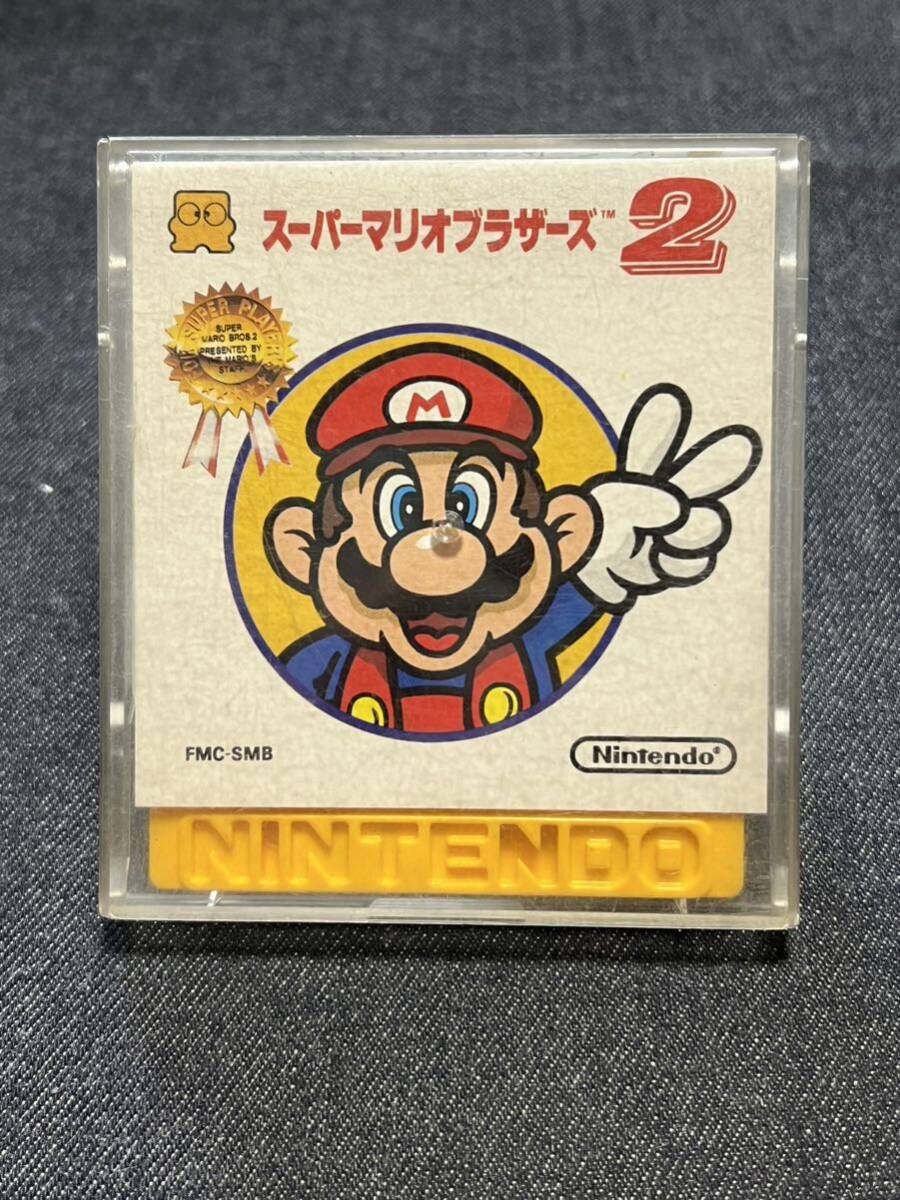 スーパーマリオブラザーズ™ 2
SUPER PLAYER
SUPER
MARIO BROS.2
PRESENTED BY
MARIO'S
STAFF
M
FMC-SMB
Nintendo®
NINTENDO